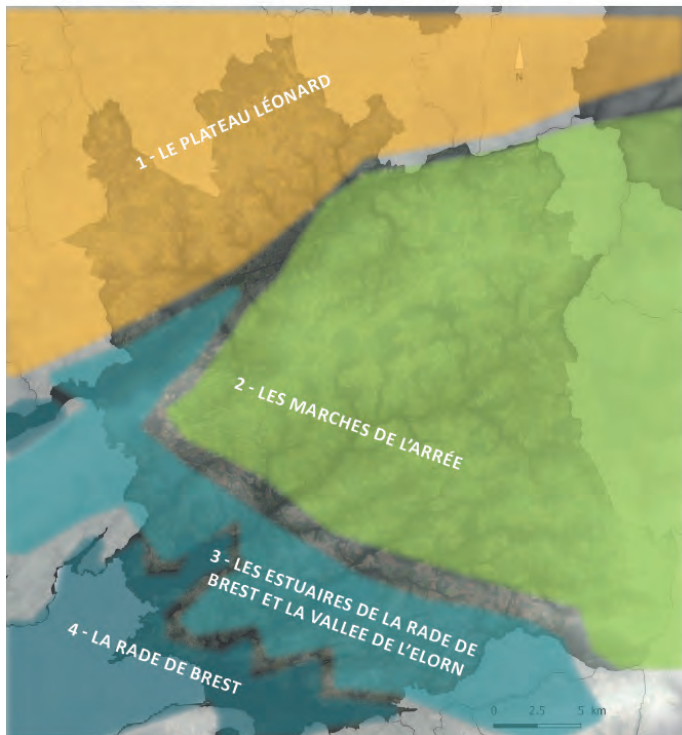 N
1 - LE PLATEAU LÉONARD
2 - LES MARCHES DE L'ARRÉE
3 - LES ESTUAIRES DE LA RADE DE
BREST ET LA VALLEE DE L'ELORN
4 - LA RADE DE BREST
0 2.5 5 km